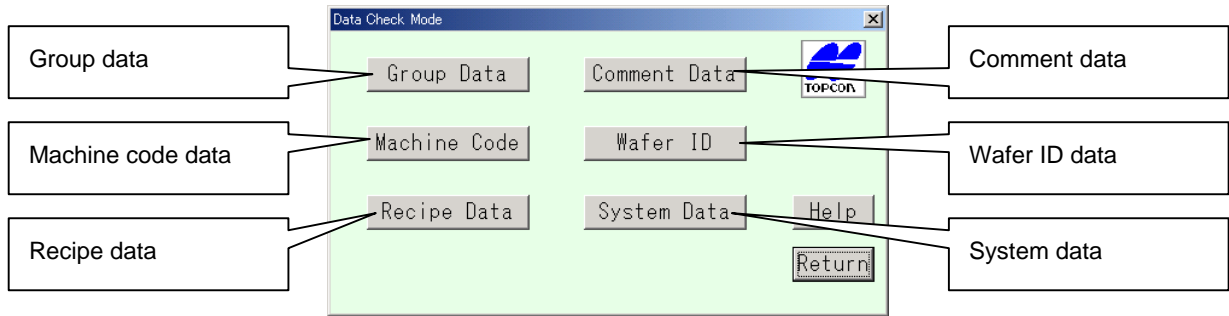 Data Check Mode
Group data
Group Data
Comment Data
TOPCON
Comment data
Machine code data
Machine Code
Wafer ID
Wafer ID data
Recipe data
Recipe Data
System Data
Help
System data
Return